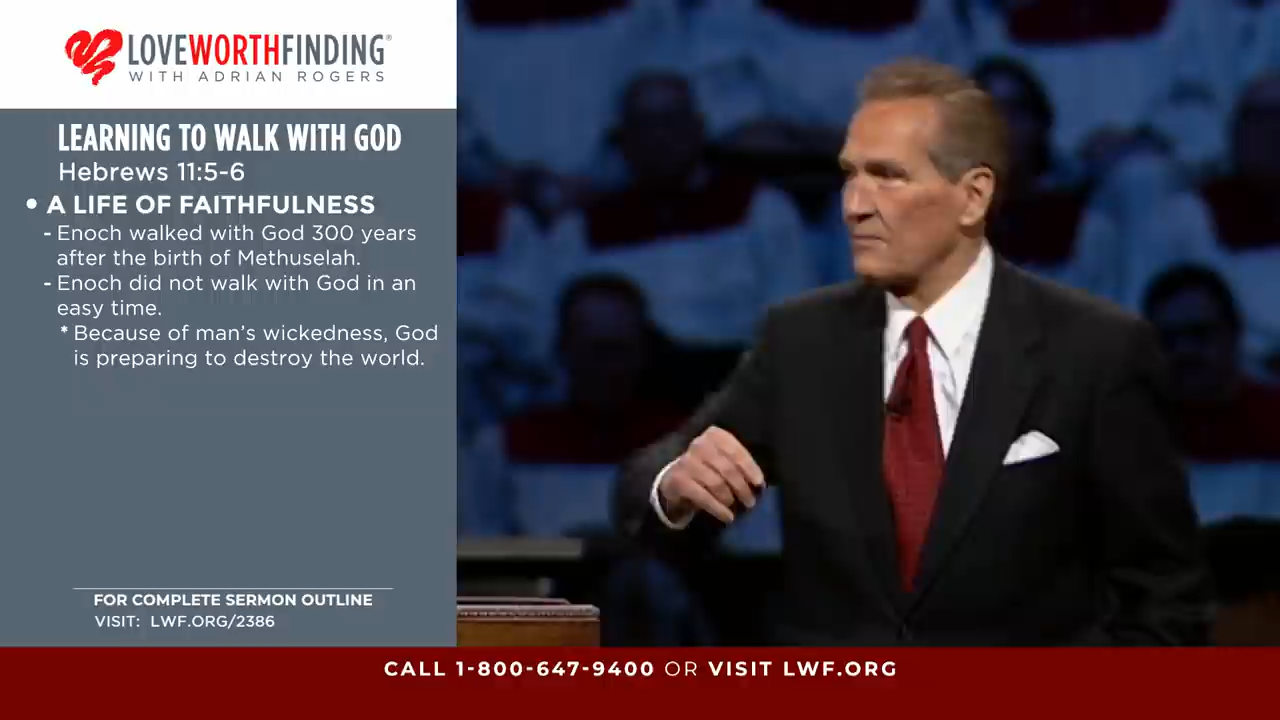 LOVEWORTHFINDING®
WITH ADRIAN ROGERS
LEARNING TO WALK WITH GOD
Hebrews 11:5-6
• A LIFE OF FAITHFULNESS
- Enoch walked with God 300 years
after the birth of Methuselah.
- Enoch did not walk with God in an
easy time.
* Because of man's wickedness, God
is preparing to destroy the world.
FOR COMPLETE SERMON OUTLINE
VISIT: LWF.ORG/2386
CALL 1-800-647-9400 OR VISIT LWF.ORG